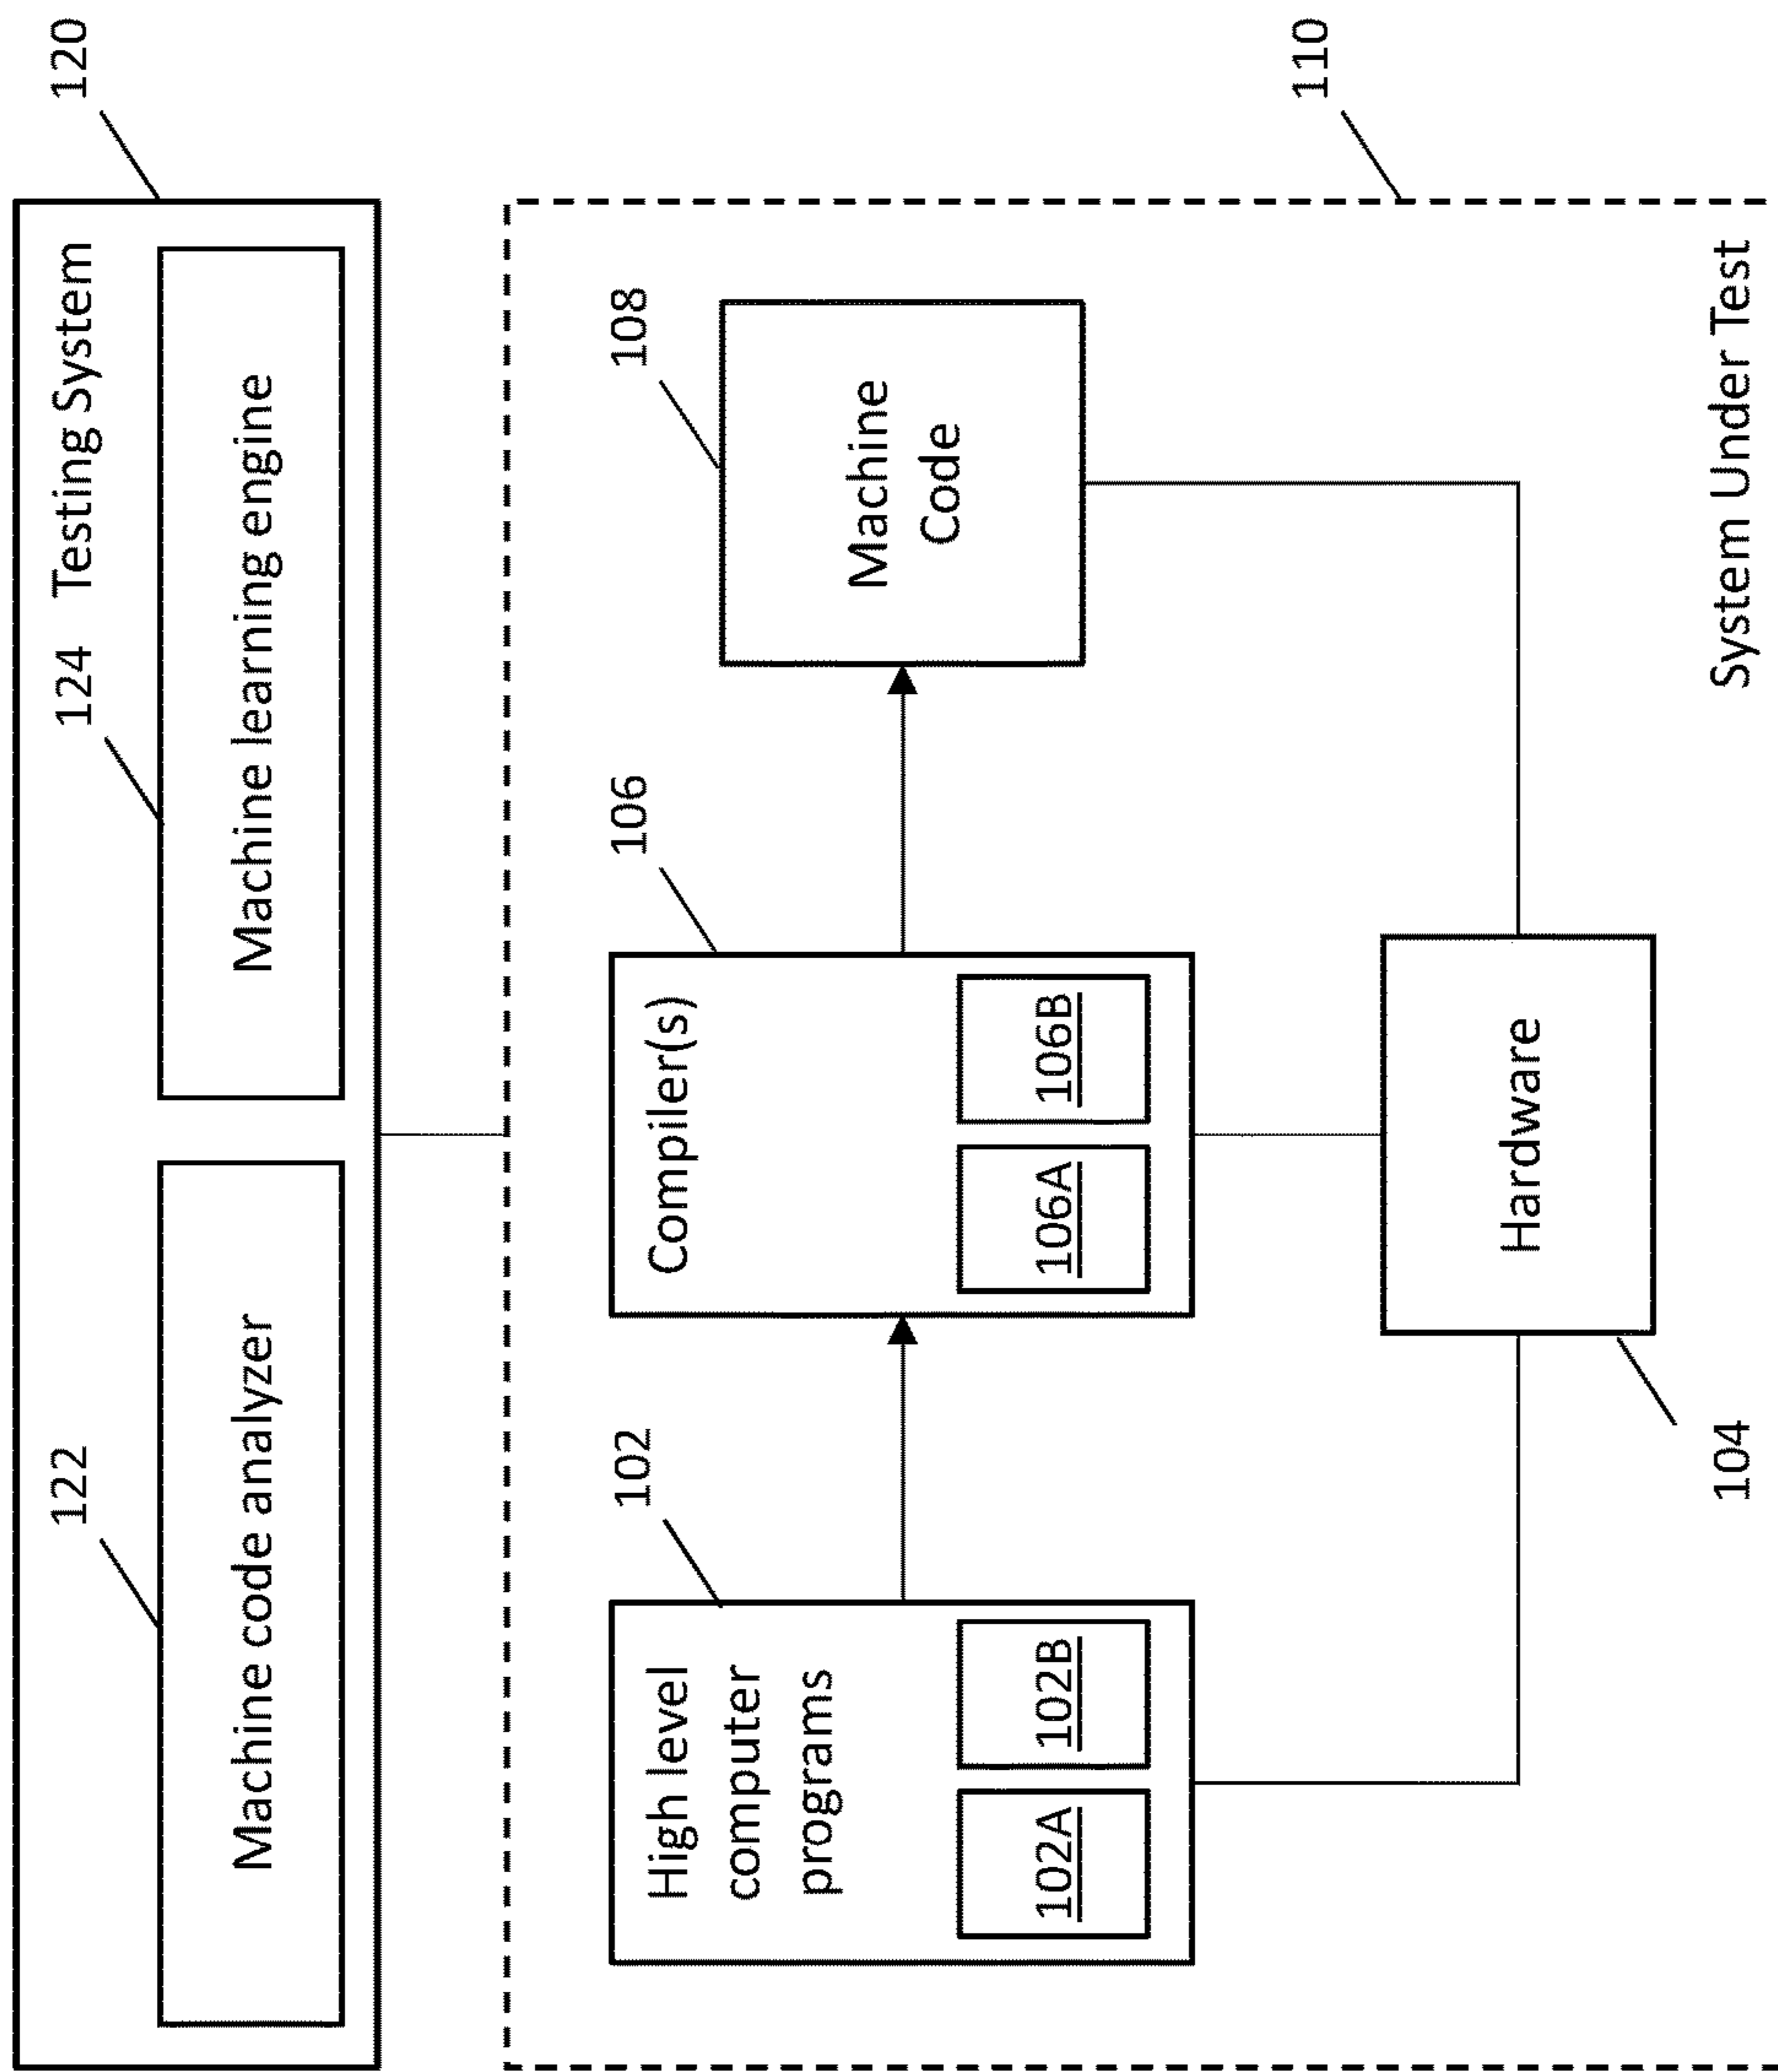 120
Testing System
122
124
Machine code analyzer
Machine learning engine
110
102
106
108
High level
computer
programs
102A
102B
Compiler(s)
106A
106B
Machine
Code
Hardware
104
System Under Test